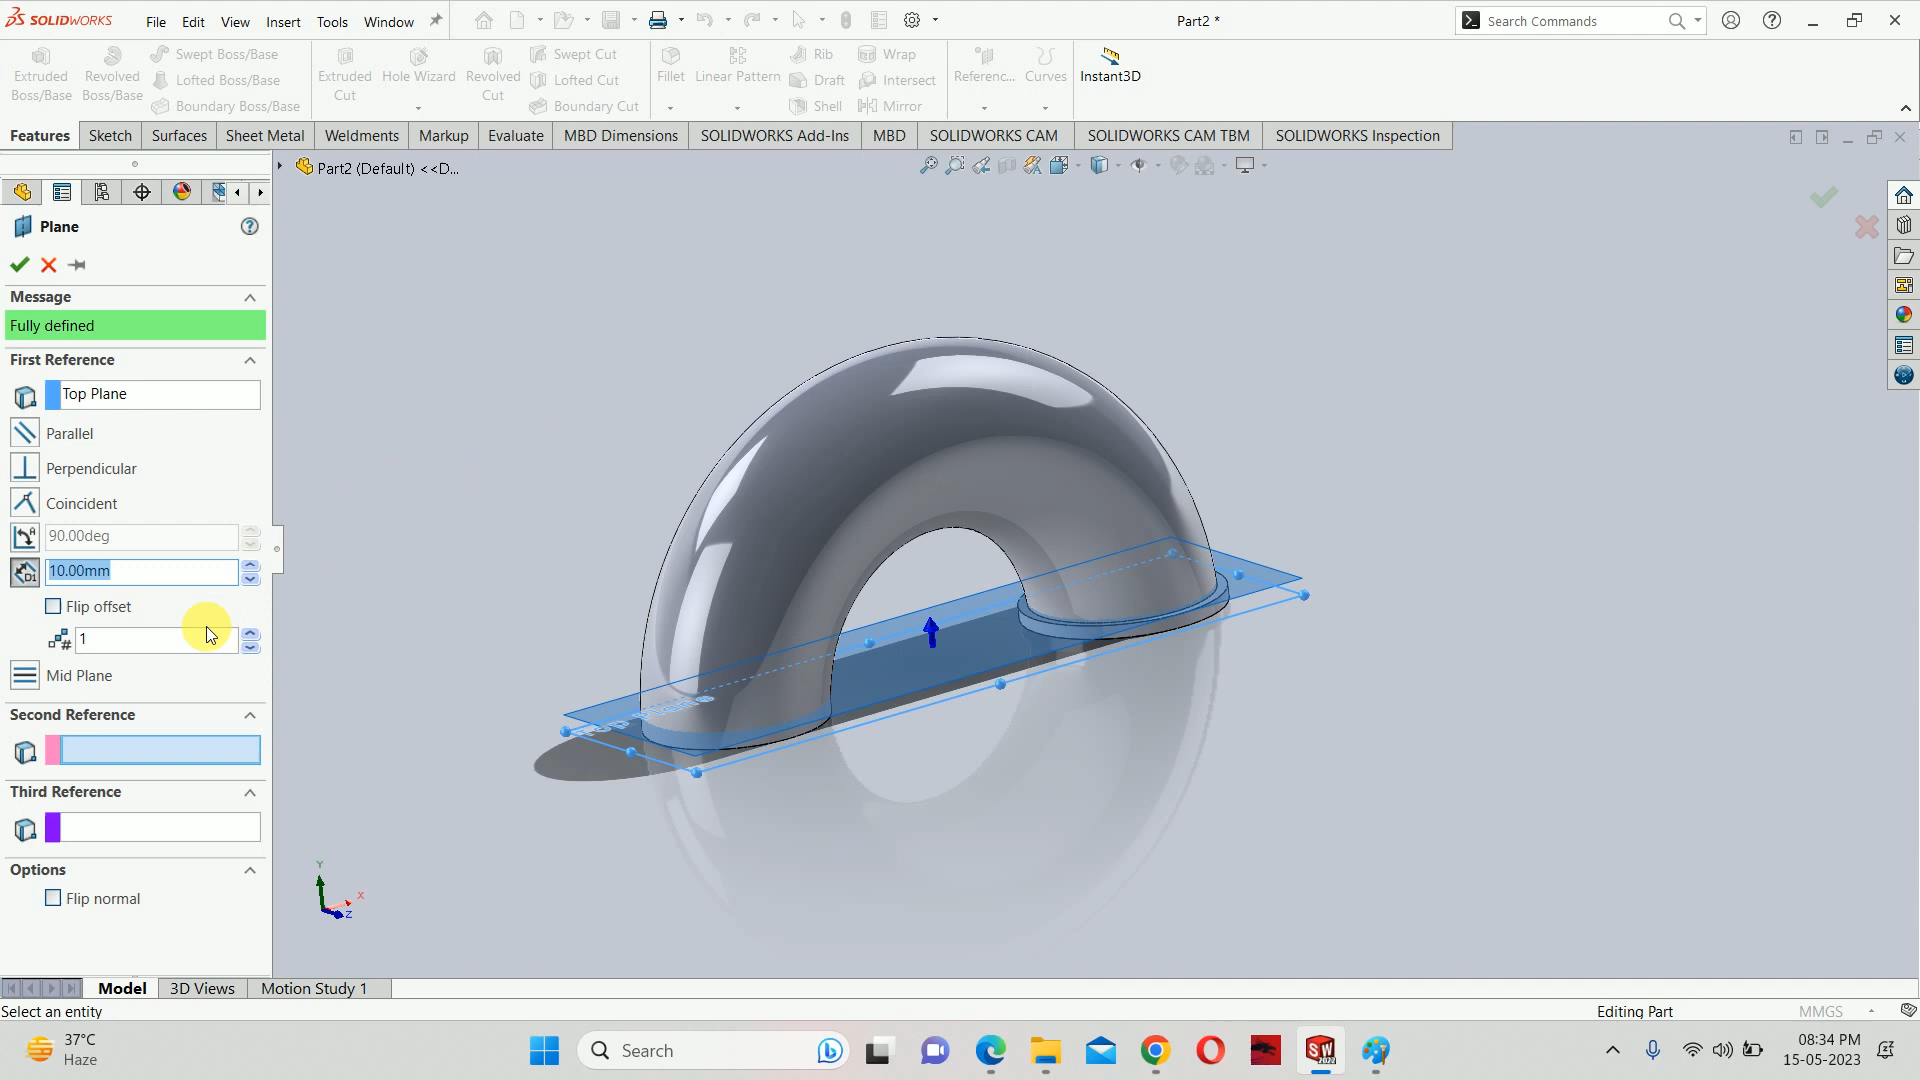 SOLIDWORKS File Edit View Insert Tools Window Part2 * Search Commands
Extruded Boss/Base
Revolved Boss/Base
Swept Boss/Base
Lofted Boss/Base
Boundary Boss/Base
Extruded Cut
Hole Wizard
Revolved Cut
Swept Cut
Lofted Cut
Boundary Cut
Fillet
Linear Pattern
Rib
Draft
Shell
Wrap
Intersect
Mirror
Referenc...
Curves
Instant3D
Features Sketch Surfaces Sheet Metal Weldments Markup Evaluate MBD Dimensions SOLIDWORKS Add-Ins MBD SOLIDWORKS CAM SOLIDWORKS CAM TBM SOLIDWORKS Inspection
Part2 (Default) <<D...
Plane
Message
Fully defined
First Reference
Top Plane
Parallel
Perpendicular
Coincident
90.00deg
10.00mm
Flip offset
1
Mid Plane
Second Reference
Third Reference
Options
Flip normal
Top Plane
Y
X
Z
Model 3D Views Motion Study 1
Select an entity Editing Part MMGS
37°C
Haze
Search
SW
2022
08:34 PM
15-05-2023